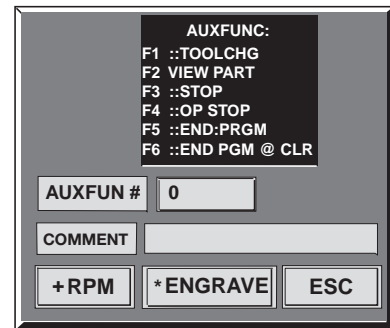 AUXFUNC:
F1 ::TOOLCHG
F2 VIEW PART
F3 ::STOP
F4 ::OP STOP
F5 ::END:PRGM
F6 ::END PGM @ CLR
AUXFUN # 0
COMMENT
+RPM *ENGRAVE ESC